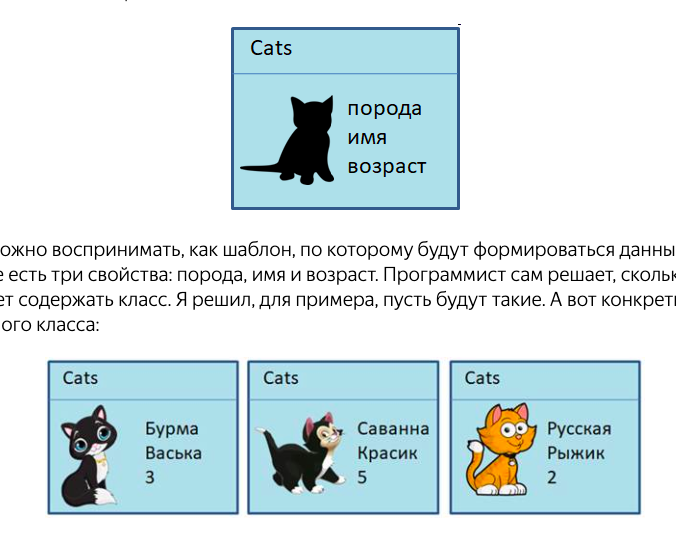 Cats
порода
имя
возраст
ожно воспринимать, как шаблон, по которому будут формироваться данны
е есть три свойства: порода, имя и возраст. Программист сам решает, сколь
ет содержать класс. Я решил, для примера, пусть будут такие. А вот конкрет
ого класса:
Cats
Бурма
Васька
3
Cats
Саванна
Красик
5
Cats
Русская
Рыжик
2